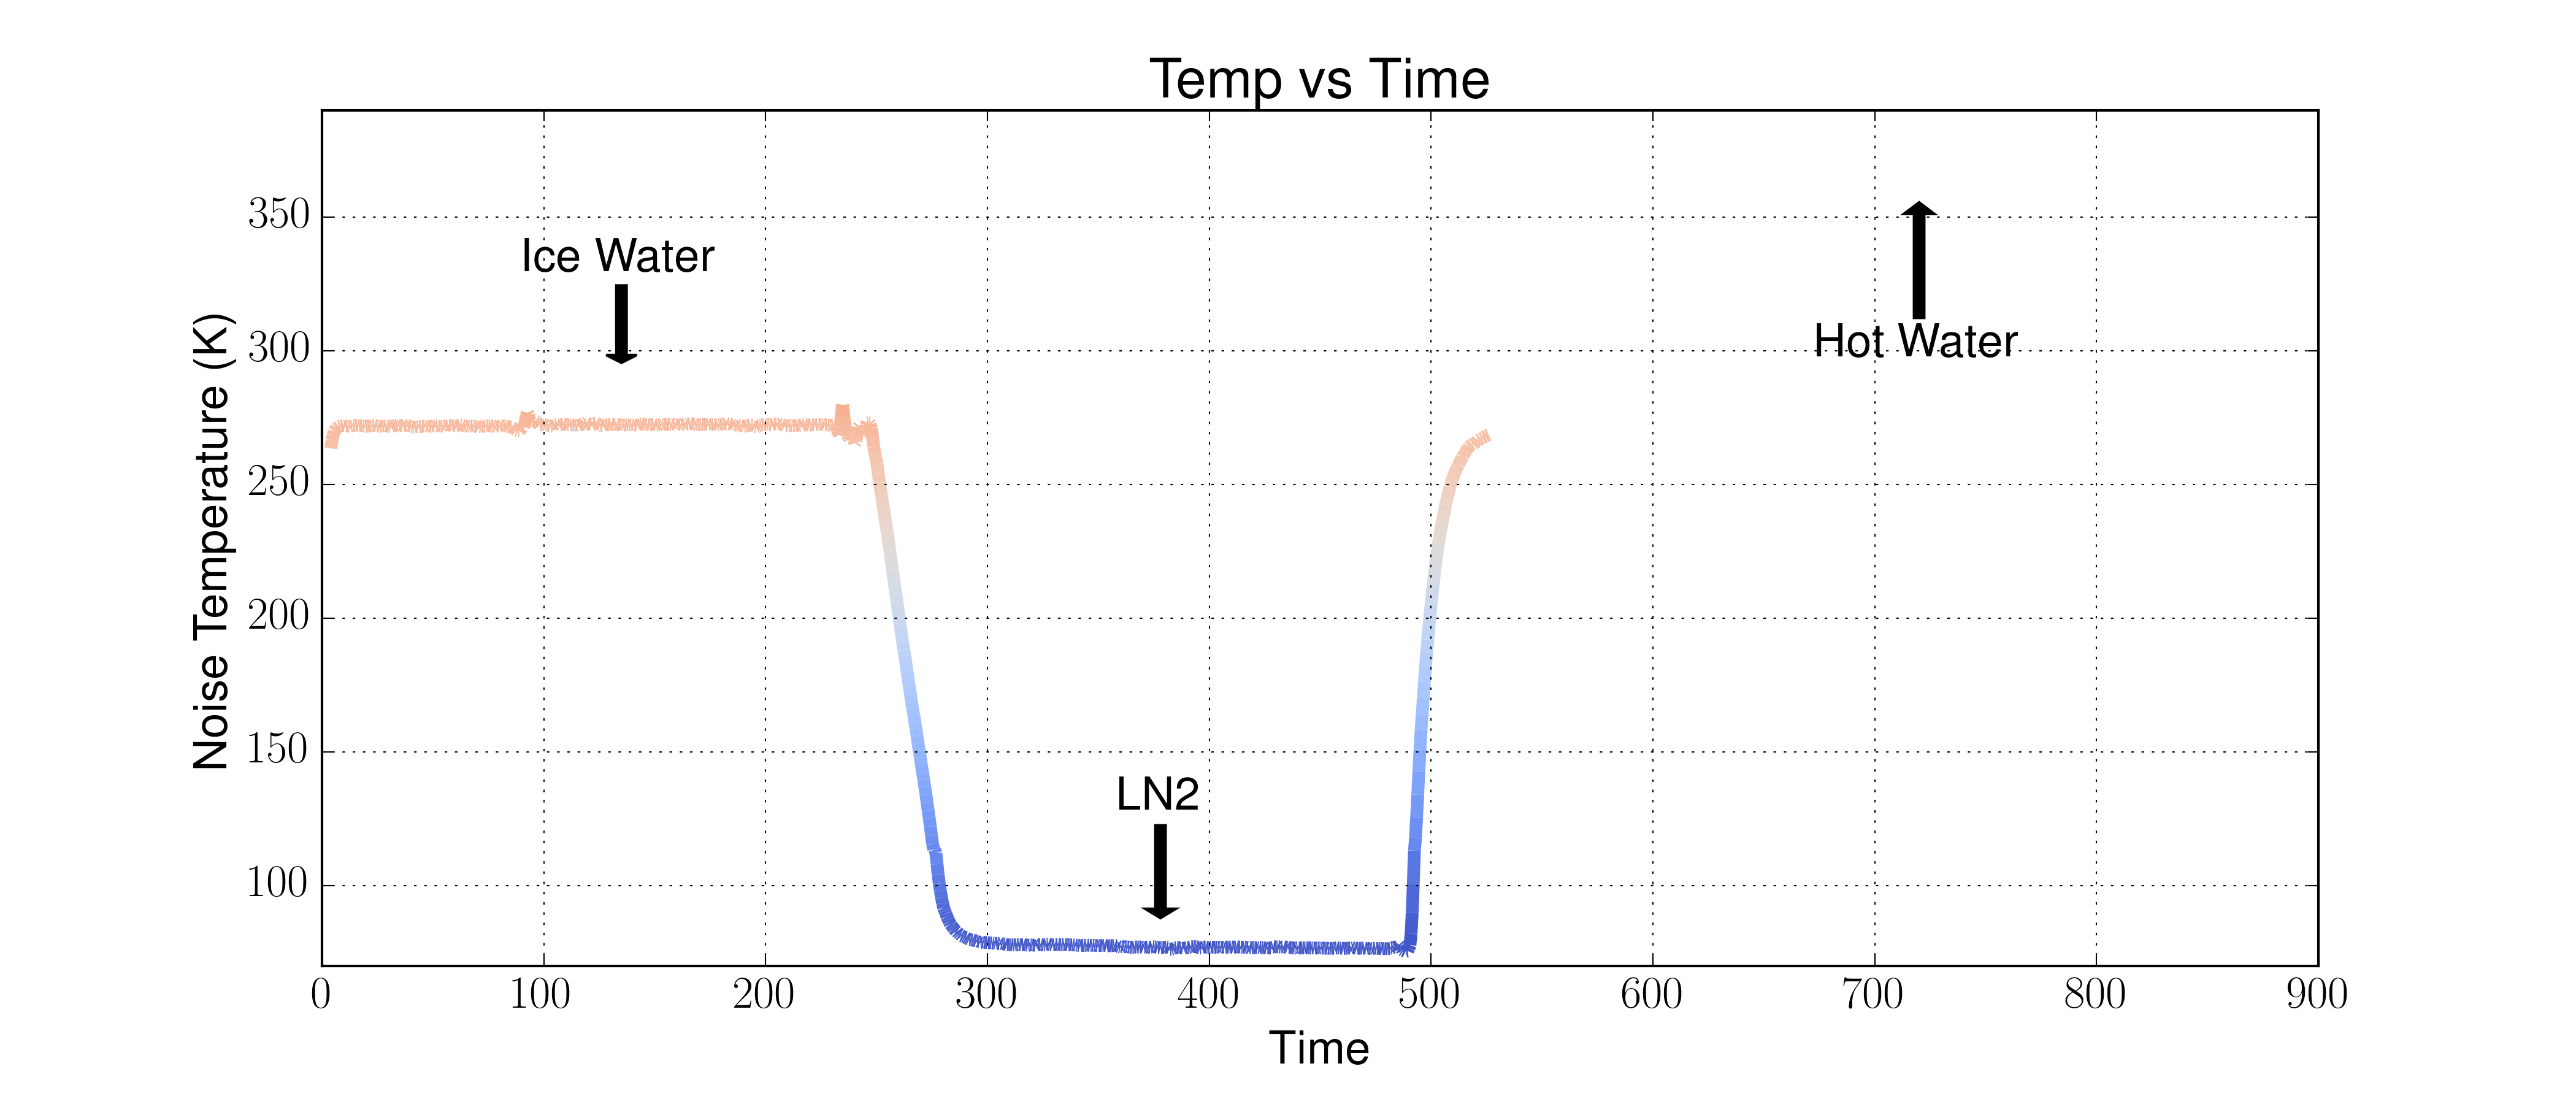 Temp vs Time
Noise Temperature (K)
350
300
250
200
150
100
Ice Water
Hot Water
LN2
0 100 200 300 400 500 600 700 800 900
Time